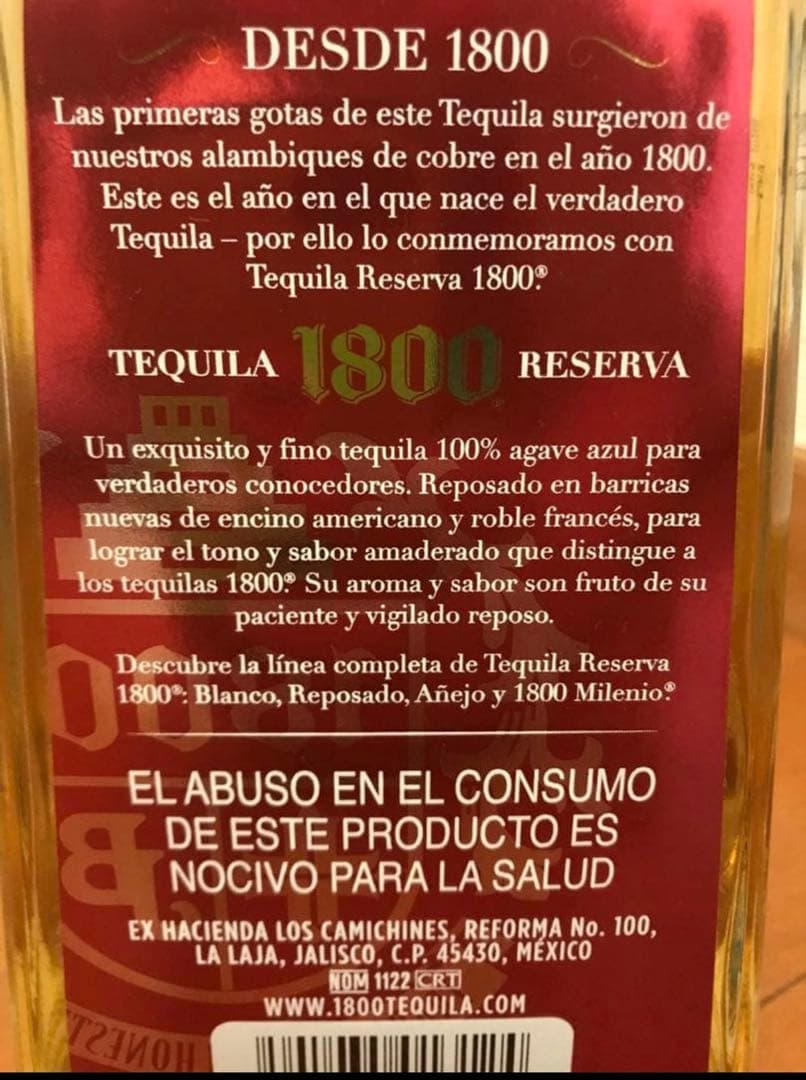 DESDE 1800
Las primeras gotas de este Tequila surgieron de
nuestros alambiques de cobre en el año 1800.
Este es el año en el que nace el verdadero
Tequila – por ello lo conmemoramos con
Tequila Reserva 1800.®
TEQUILA 1800 RESERVA
Un exquisito y fino tequila 100% agave azul para
verdaderos conocedores. Reposado en barricas
nuevas de encino americano y roble francés, para
lograr el tono y sabor amaderado que distingue a
los tequilas 1800.® Su aroma y sabor son fruto de su
paciente y vigilado reposo.
Descubre la línea completa de Tequila Reserva
1800®: Blanco, Reposado, Añejo y 1800 Milenio.®
EL ABUSO EN EL CONSUMO
DE ESTE PRODUCTO ES
NOCIVO PARA LA SALUD
EX HACIENDA LOS CAMICHINES, REFORMA No. 100,
LA LAJA, JALISCO, C.P. 45430, MÉXICO
NOM 1122 CRT
WWW.1800TEQUILA.COM